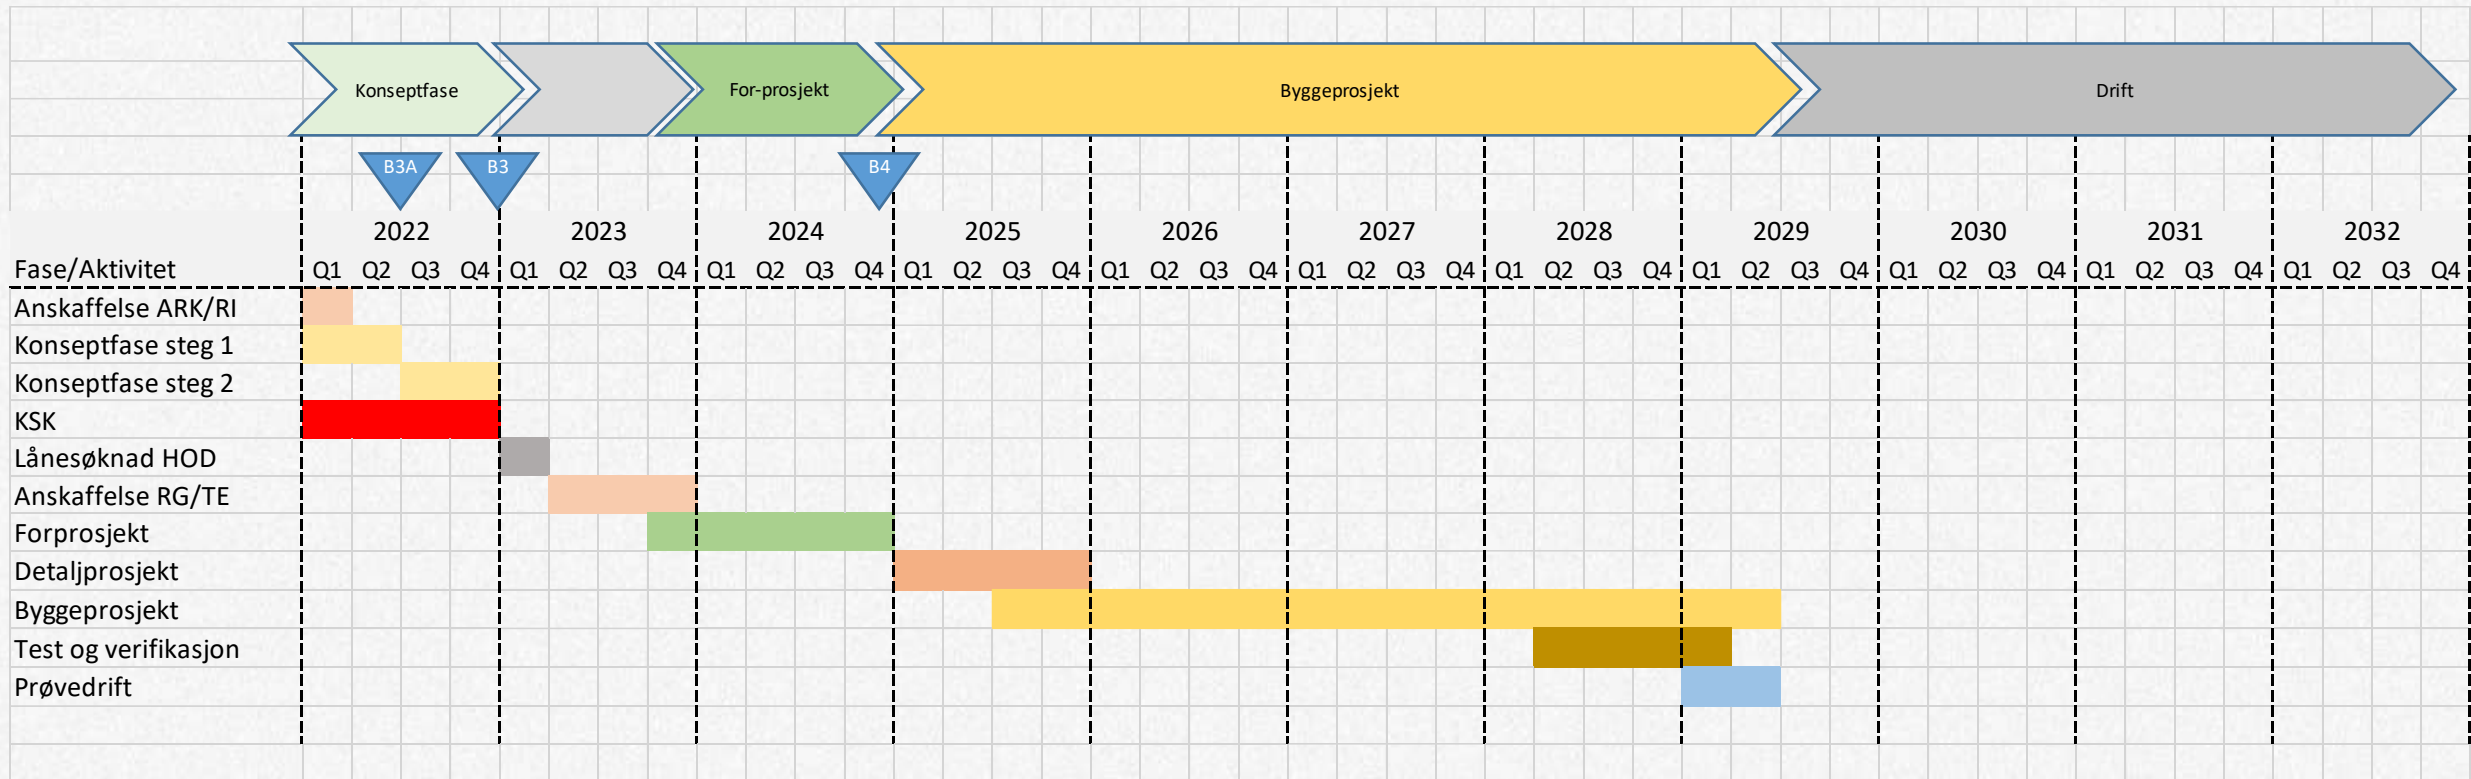 Konseptfase For-prosjekt Byggeprosjekt Drift
B3A B3 B4
2022 2023 2024 2025 2026 2027 2028 2029 2030 2031 2032
Fase/Aktivitet Q1 Q2 Q3 Q4 Q1 Q2 Q3 Q4 Q1 Q2 Q3 Q4 Q1 Q2 Q3 Q4 Q1 Q2 Q3 Q4 Q1 Q2 Q3 Q4 Q1 Q2 Q3 Q4 Q1 Q2 Q3 Q4 Q1 Q2 Q3 Q4 Q1 Q2 Q3 Q4 Q1 Q2 Q3 Q4
Anskaffelse ARK/RI
Konseptfase steg 1
Konseptfase steg 2
KSK
Lånesøknad HOD
Anskaffelse RG/TE
Forprosjekt
Detaljprosjekt
Byggeprosjekt
Test og verifikasjon
Prøvedrift